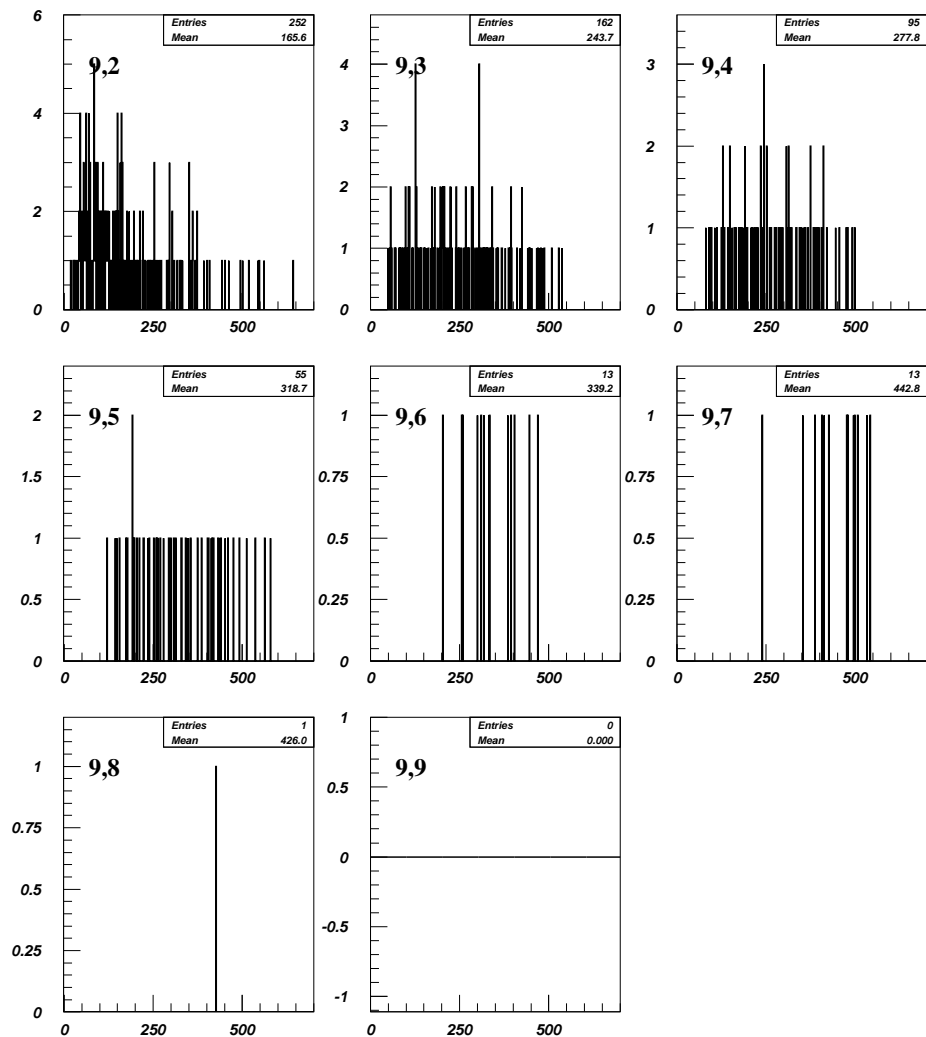 Entries 252
Mean 165.6
9,2
6
4
2
0
0 250 500
Entries 162
Mean 243.7
9,3
4
3
2
1
0
0 250 500
Entries 95
Mean 277.8
9,4
3
2
1
0
0 250 500
Entries 55
Mean 318.7
9,5
2
1.5
1
0.5
0
0 250 500
Entries 13
Mean 339.2
9,6
1
0.75
0.5
0.25
0
0 250 500
Entries 13
Mean 442.8
9,7
1
0.75
0.5
0.25
0
0 250 500
Entries 1
Mean 426.0
9,8
1
0.75
0.5
0.25
0
0 250 500
Entries 0
Mean 0.000
9,9
1
0.5
0
-0.5
-1
0 250 500